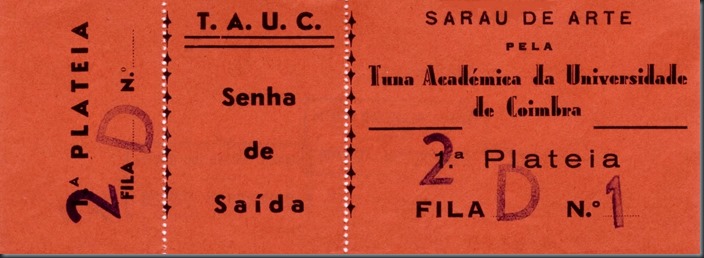 2ª PLATEIA
FILA D N.º
T. A. U. C.
Senha
de
Saída
SARAU DE ARTE
PELA
Tuna Académica da Universidade
de Coimbra
2.ª Plateia
FILA D N.º 1